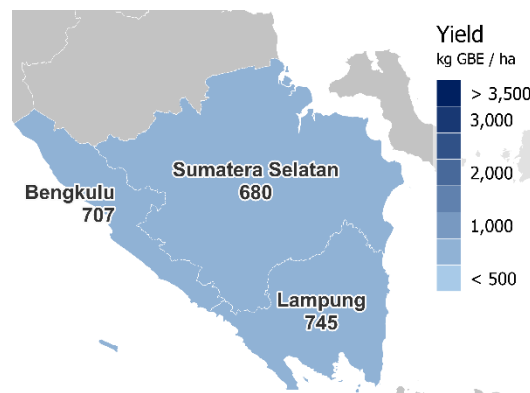 Yield
kg GBE / ha
> 3,500
3,000
2,000
1,000
< 500
Sumatera Selatan
680
Bengkulu
707
Lampung
745